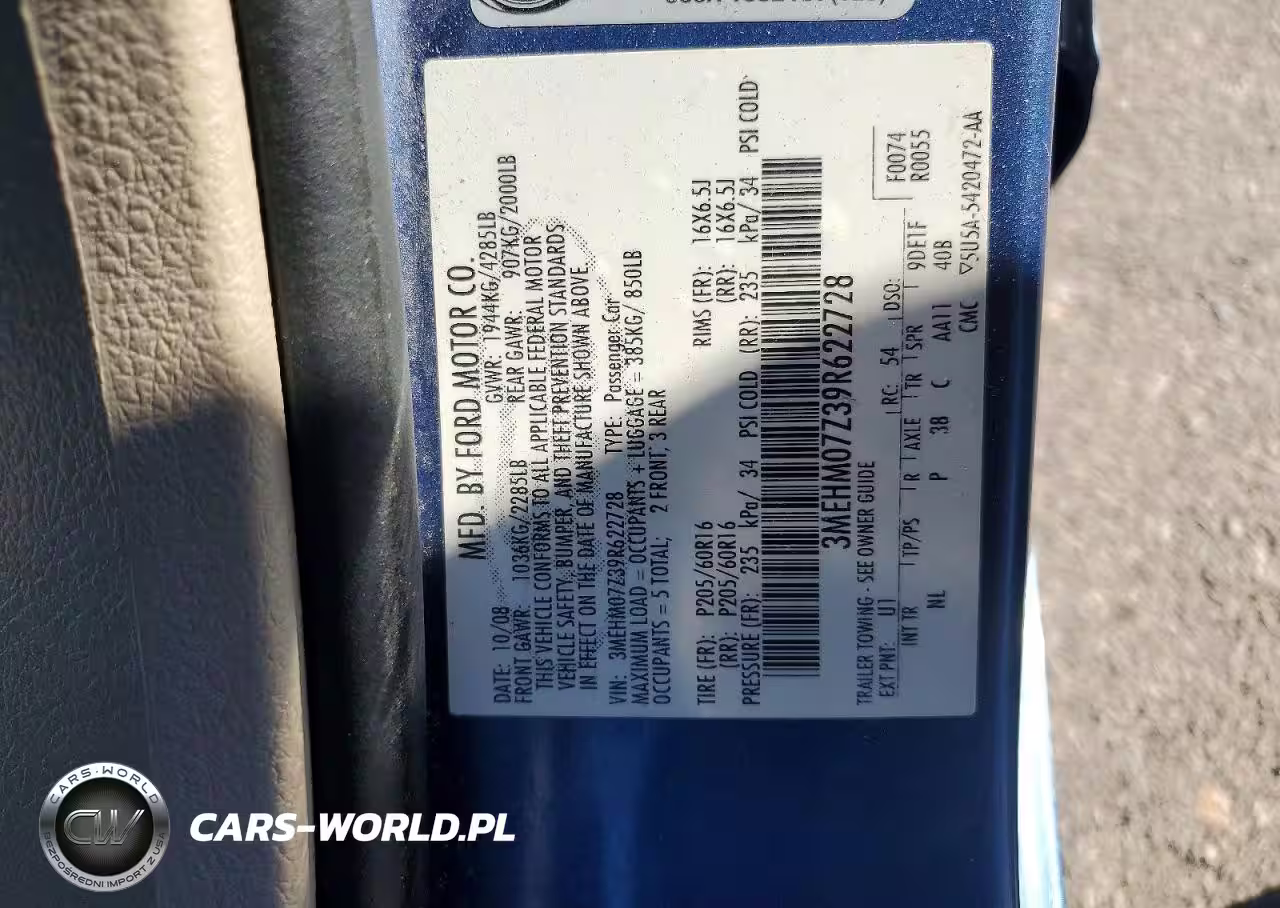 MFD. BY FORD MOTOR CO.
DATE: 10/08 GVWR: 1944KG/4285LB
FRONT GAWR: 1036KG/2285LB REAR GAWR: 907KG/2000LB
THIS VEHICLE CONFORMS TO ALL APPLICABLE FEDERAL MOTOR
VEHICLE SAFETY, BUMPER, AND THEFT PREVENTION STANDARDS
IN EFFECT ON THE DATE OF MANUFACTURE SHOWN ABOVE.
VIN: 3MEHM07Z39R622728 TYPE: Passenger Car
MAXIMUM LOAD = OCCUPANTS + LUGGAGE = 385KG/ 850LB
OCCUPANTS = 5 TOTAL; 2 FRONT, 3 REAR
TIRE (FR): P205/60R16 RIMS (FR): 16X6.5J
(RR): P205/60R16 (RR): 16X6.5J
PRESSURE (FR): 235 kPa/ 34 PSI COLD (RR): 235 kPa/ 34 PSI COLD
3MEHM07Z39R622728
TRAILER TOWING - SEE OWNER GUIDE F0074
EXT PNT: U1 RC: 54 DSO: R0055
INT TR TP/PS R AXLE TR SPR 9DE1F
NL P 38 C AA11 40B
CMC ▽5U5A-5420472-AA
CARS-WORLD
CW
BEZPOŚREDNI IMPORT Z USA
CARS-WORLD.PL